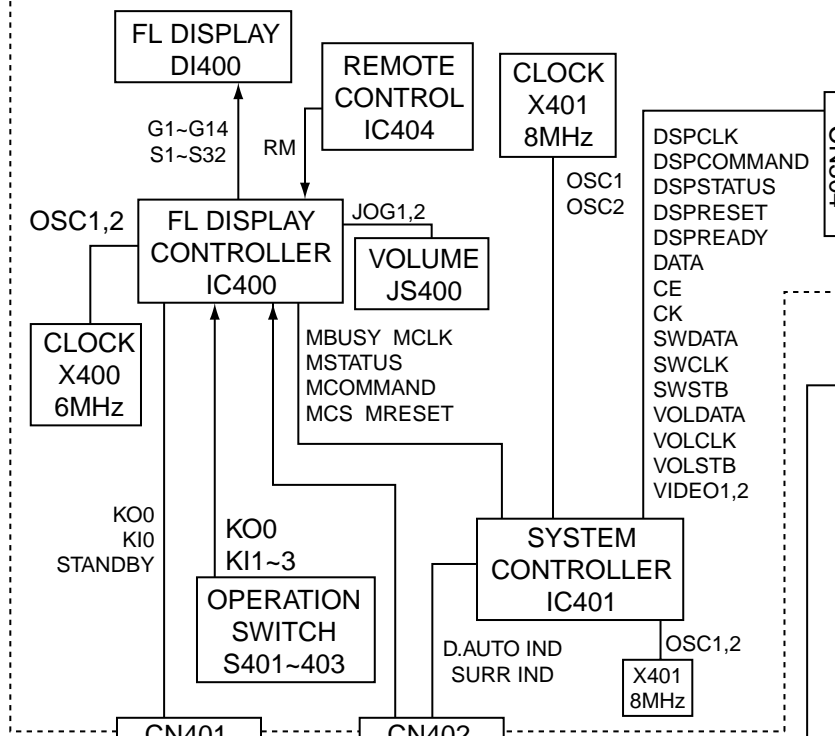 FL DISPLAY
DI400
REMOTE
CONTROL
IC404
CLOCK
X401
8MHz
G1~G14
S1~S32
RM
OSC1
OSC2
DSPCLK
DSPCOMMAND
DSPSTATUS
DSPRESET
DSPREADY
DATA
CE
CK
SWDATA
SWCLK
SWSTB
VOLDATA
VOLCLK
VOLSTB
VIDEO1,2
OSC1,2
FL DISPLAY
CONTROLLER
IC400
JOG1,2
VOLUME
JS400
CLOCK
X400
6MHz
MBUSY MCLK
MSTATUS
MCOMMAND
MCS MRESET
KO0
KI0
STANDBY
KO0
KI1~3
OPERATION
SWITCH
S401~403
SYSTEM
CONTROLLER
IC401
D.AUTO IND
SURR IND
OSC1,2
X401
8MHz
CN401
CN402